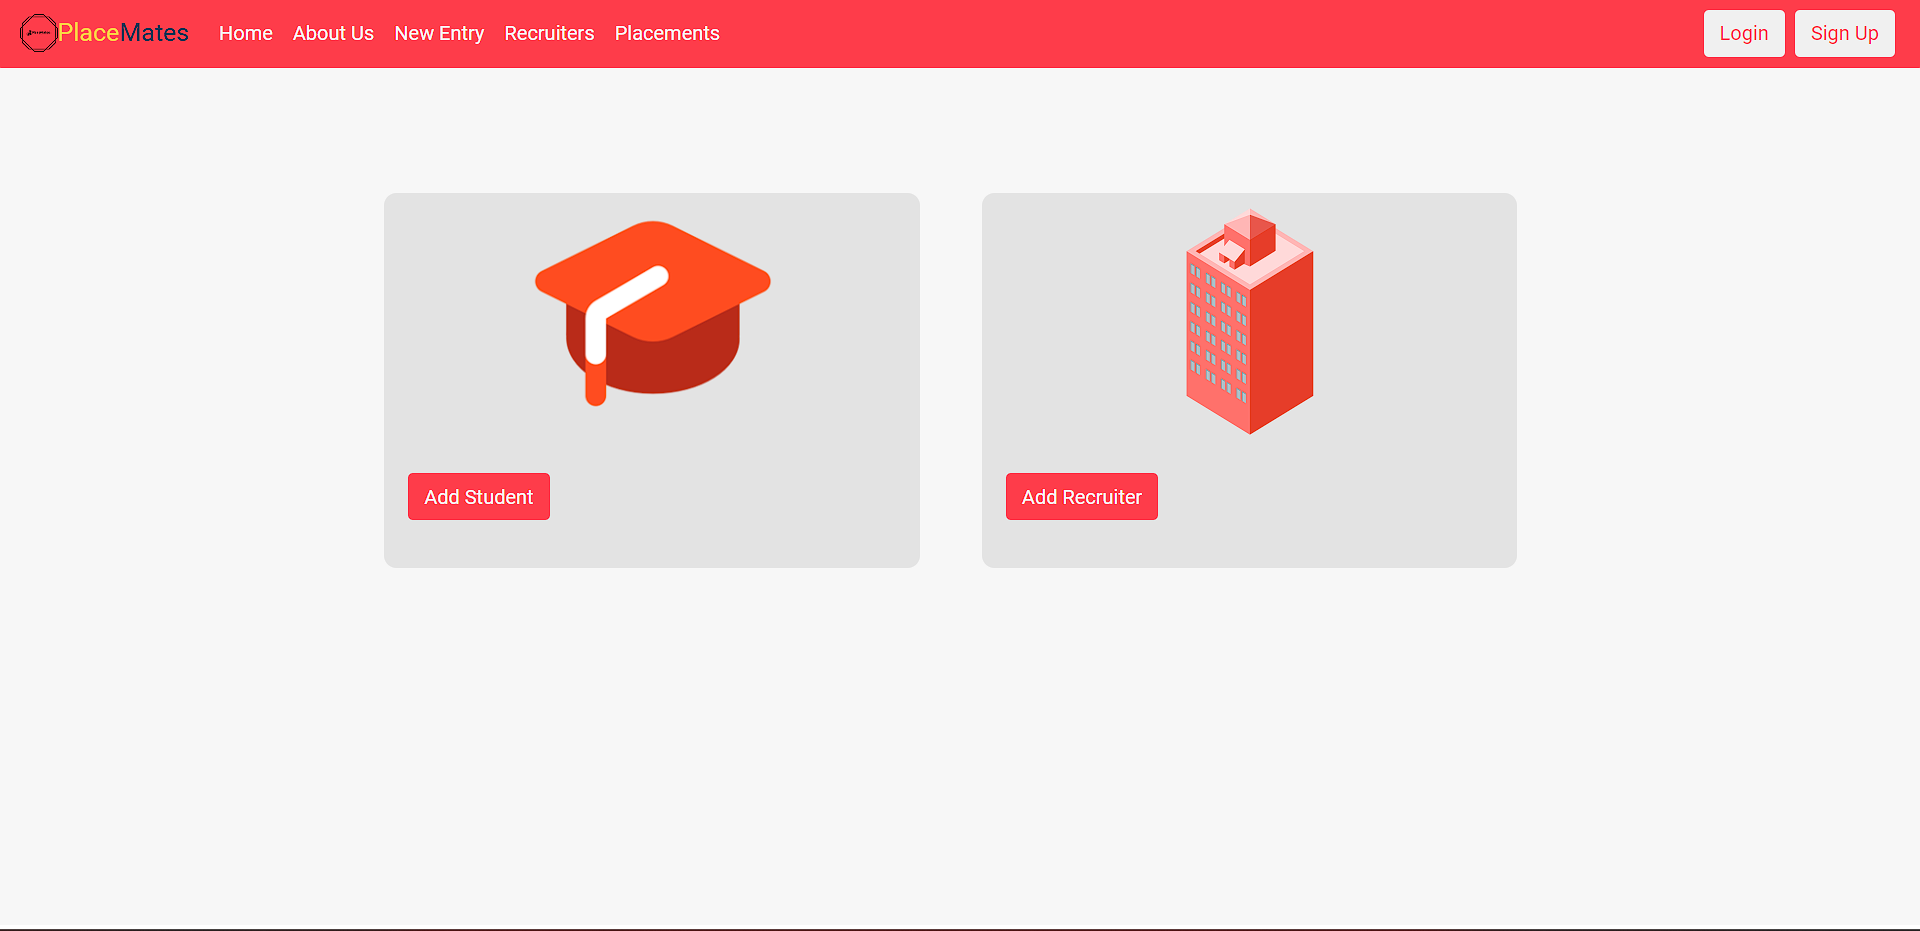 PlaceMates Home About Us New Entry Recruiters Placements Login Sign Up
Add Student Add Recruiter